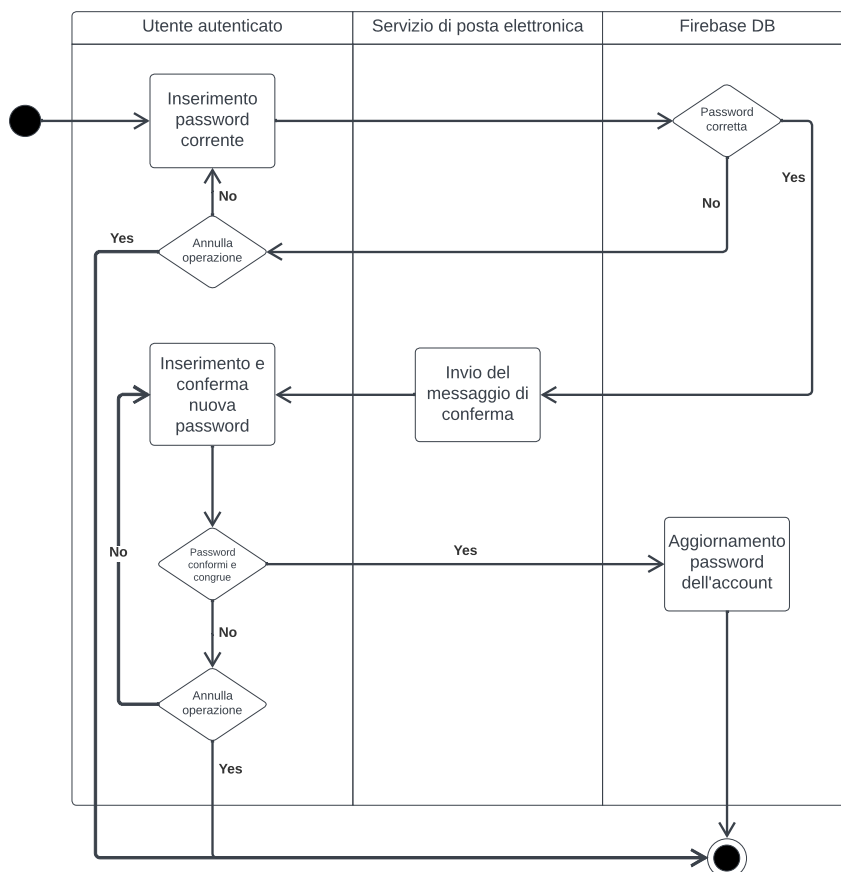 Utente autenticato
Servizio di posta elettronica
Firebase DB
Inserimento
password
corrente
Password
corretta
Yes
No
No
Yes
Annulla
operazione
Inserimento e
conferma
nuova
password
Invio del
messaggio di
conferma
No
Password
conformi e
congrue
Yes
Aggiornamento
password
dell'account
No
Annulla
operazione
Yes